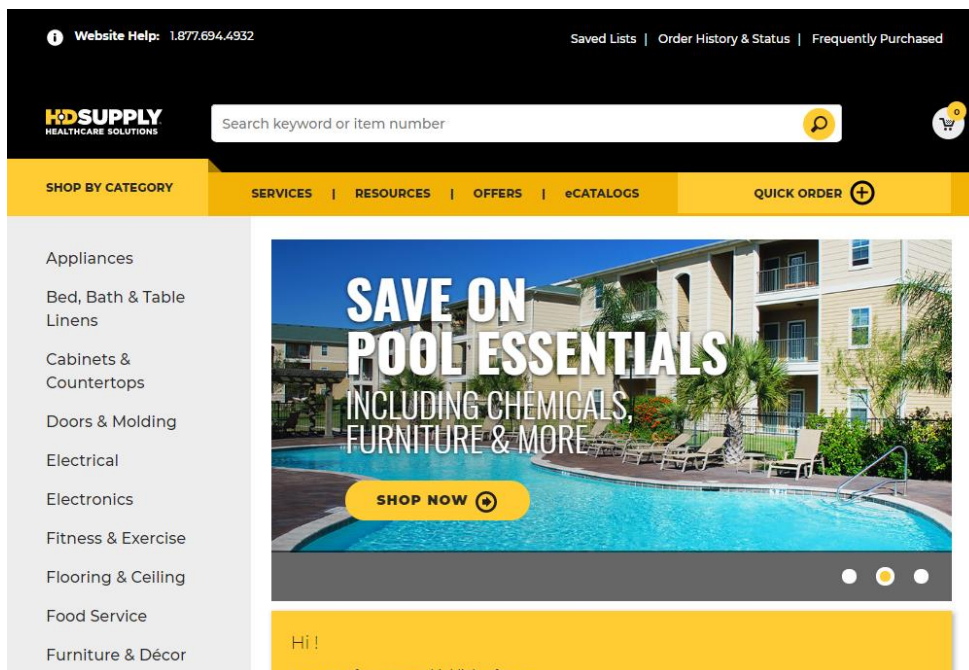 Website Help: 1.877.694.4932
Saved Lists | Order History & Status | Frequently Purchased
HDSUPPLY
HEALTHCARE SOLUTIONS
Search keyword or item number
0
SHOP BY CATEGORY
SERVICES | RESOURCES | OFFERS | eCATALOGS
QUICK ORDER
Appliances
Bed, Bath & Table
Linens
Cabinets &
Countertops
Doors & Molding
Electrical
Electronics
Fitness & Exercise
Flooring & Ceiling
Food Service
Furniture & Décor
SAVE ON
POOL ESSENTIALS
INCLUDING CHEMICALS,
FURNITURE & MORE
SHOP NOW
Hi !